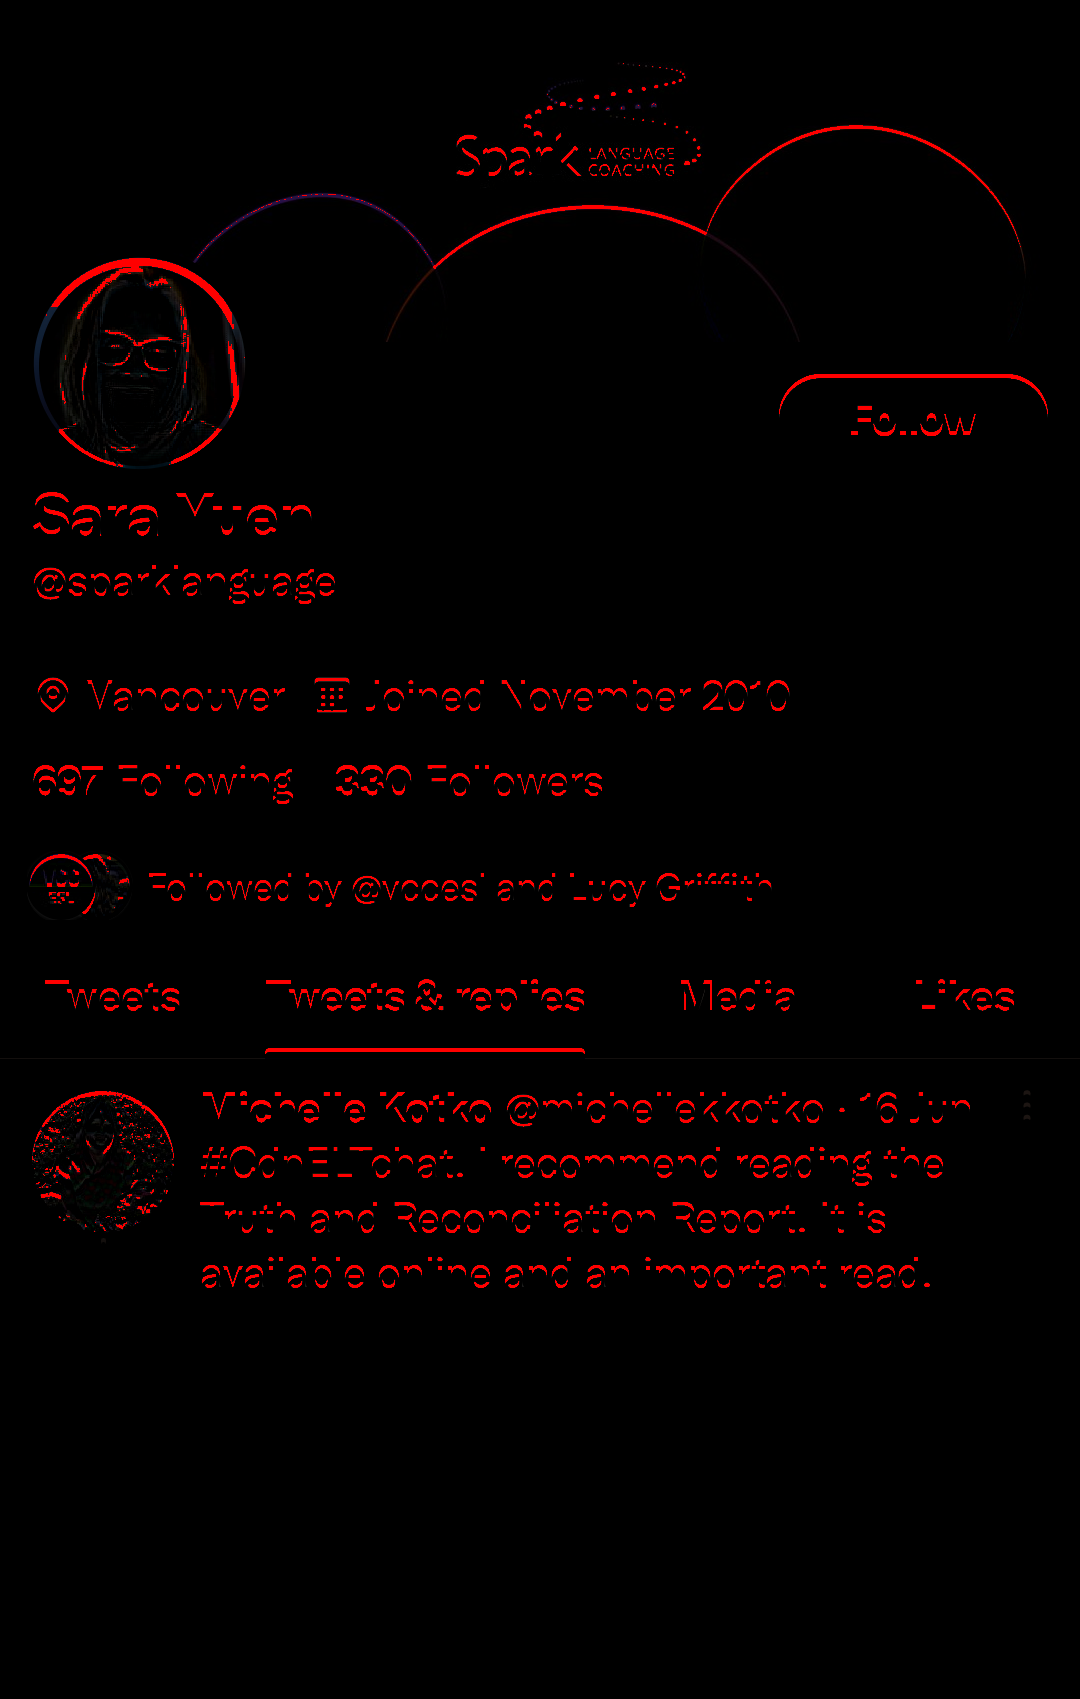 Spark LANGUAGE COACHING
Follow
Sara Yuen
@sparklanguage
Vancouver Joined November 2010
697 Following 330 Followers
Followed by @vccesl and Lucy Griffith
Tweets Tweets & replies Media Likes
Michelle Kotko @michellekkotko · 16 Jun
#CdnELTchat. I recommend reading the
Truth and Reconciliation Report. It is
available online and an important read.